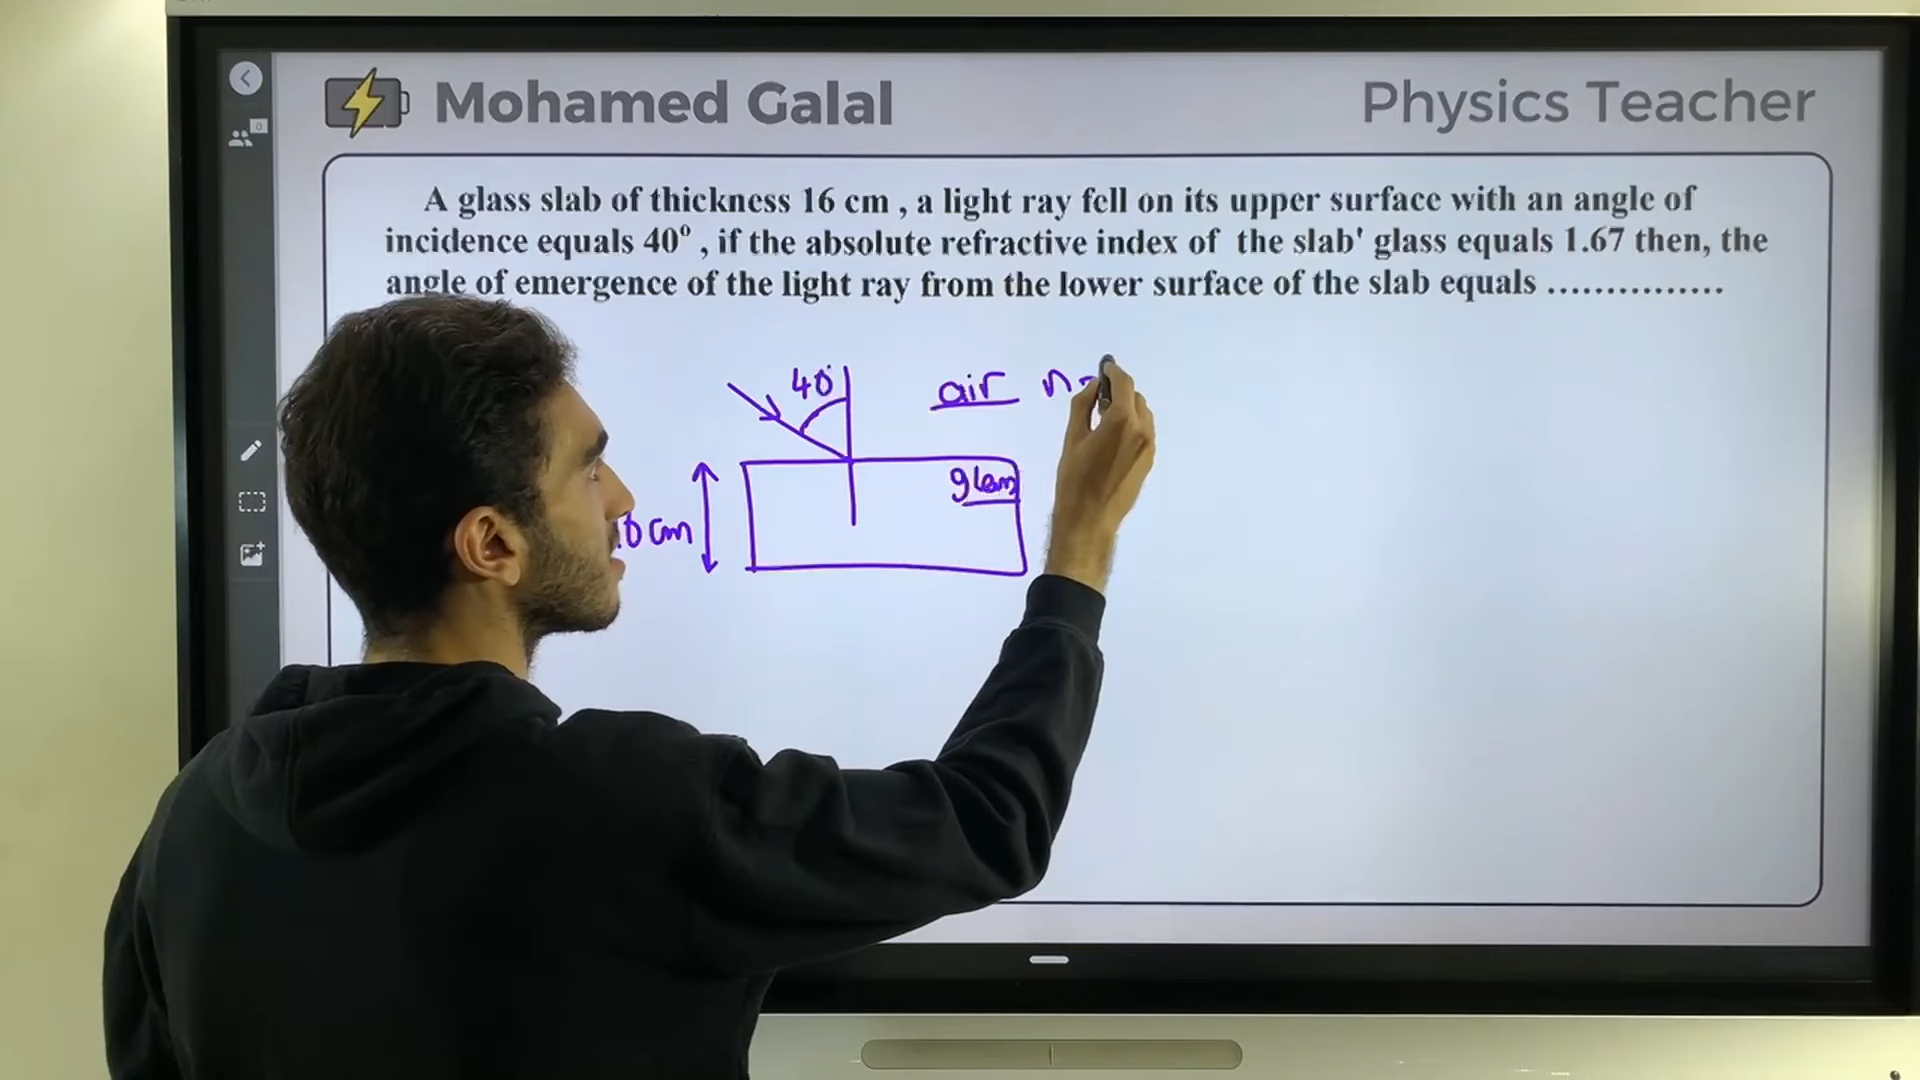 Mohamed Galal
Physics Teacher
0
A glass slab of thickness 16 cm , a light ray fell on its upper surface with an angle of
incidence equals 40° , if the absolute refractive index of the slab' glass equals 1.67 then, the
angle of emergence of the light ray from the lower surface of the slab equals ...............
40°
air n=
6 cm